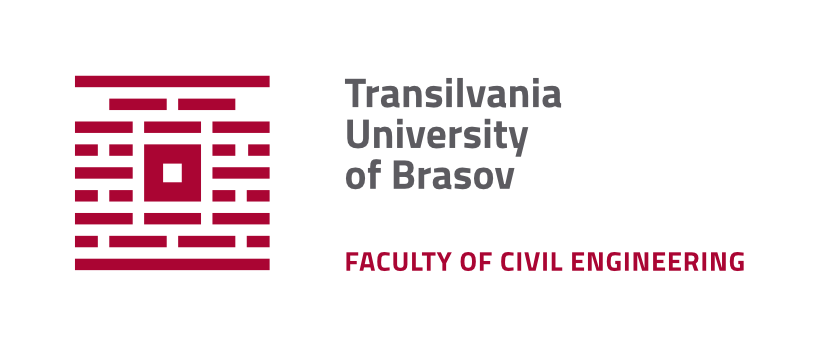 Transilvania
University
of Brasov
FACULTY OF CIVIL ENGINEERING